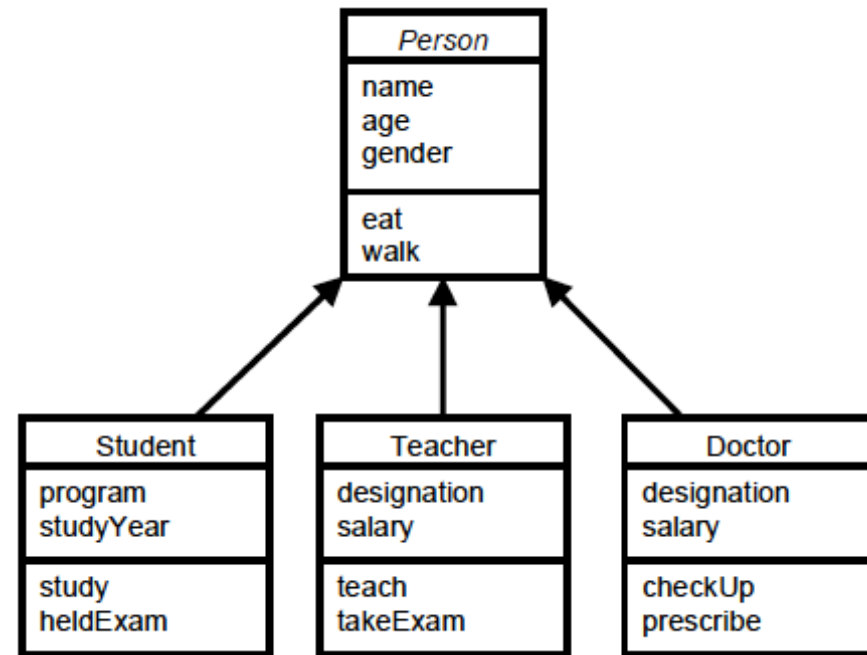 Person
name
age
gender
eat
walk
Student
program
studyYear
study
heldExam
Teacher
designation
salary
teach
takeExam
Doctor
designation
salary
checkUp
prescribe